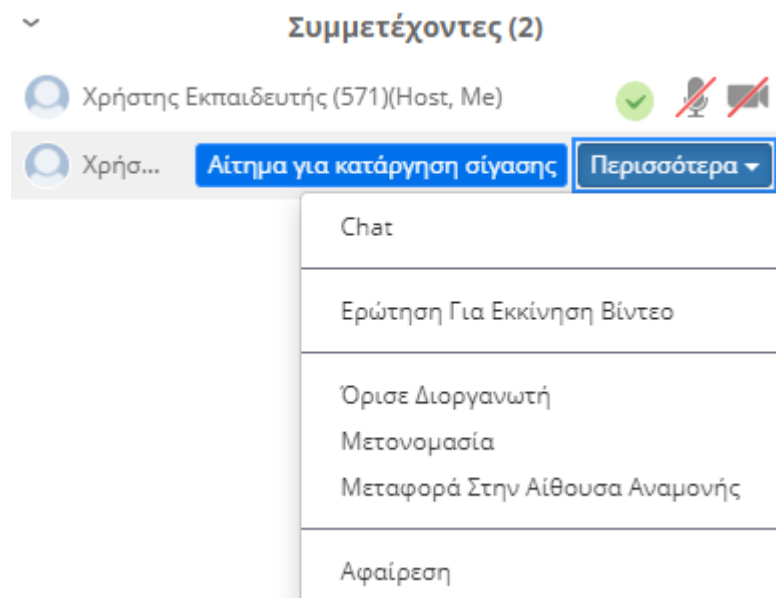 Συμμετέχοντες (2)
Χρήστης Εκπαιδευτής (571)(Host, Me)
Χρήσ... Αίτημα για κατάργηση σίγασης Περισσότερα
Chat
Ερώτηση Για Εκκίνηση Βίντεο
Όρισε Διοργανωτή
Μετονομασία
Μεταφορά Στην Αίθουσα Αναμονής
Αφαίρεση